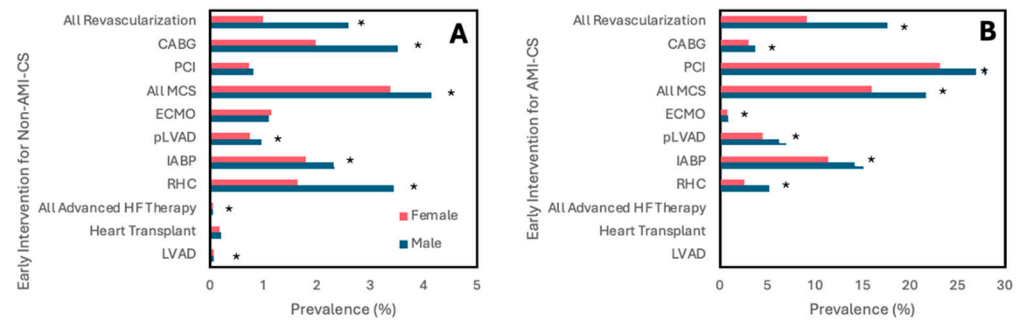 Early Intervention for Non-AMI-CS
All Revascularization
CABG
PCI
All MCS
ECMO
pLVAD
IABP
RHC
All Advanced HF Therapy
Heart Transplant
LVAD
A
*
*
*
*
*
*
*
*
Female
Male
0 1 2 3 4 5
Prevalence (%)
Early Intervention for AMI-CS
All Revascularization
CABG
PCI
All MCS
ECMO
pLVAD
IABP
RHC
All Advanced HF Therapy
Heart Transplant
LVAD
B
*
*
*
*
*
*
*
*
0 5 10 15 20 25 30
Prevalence (%)